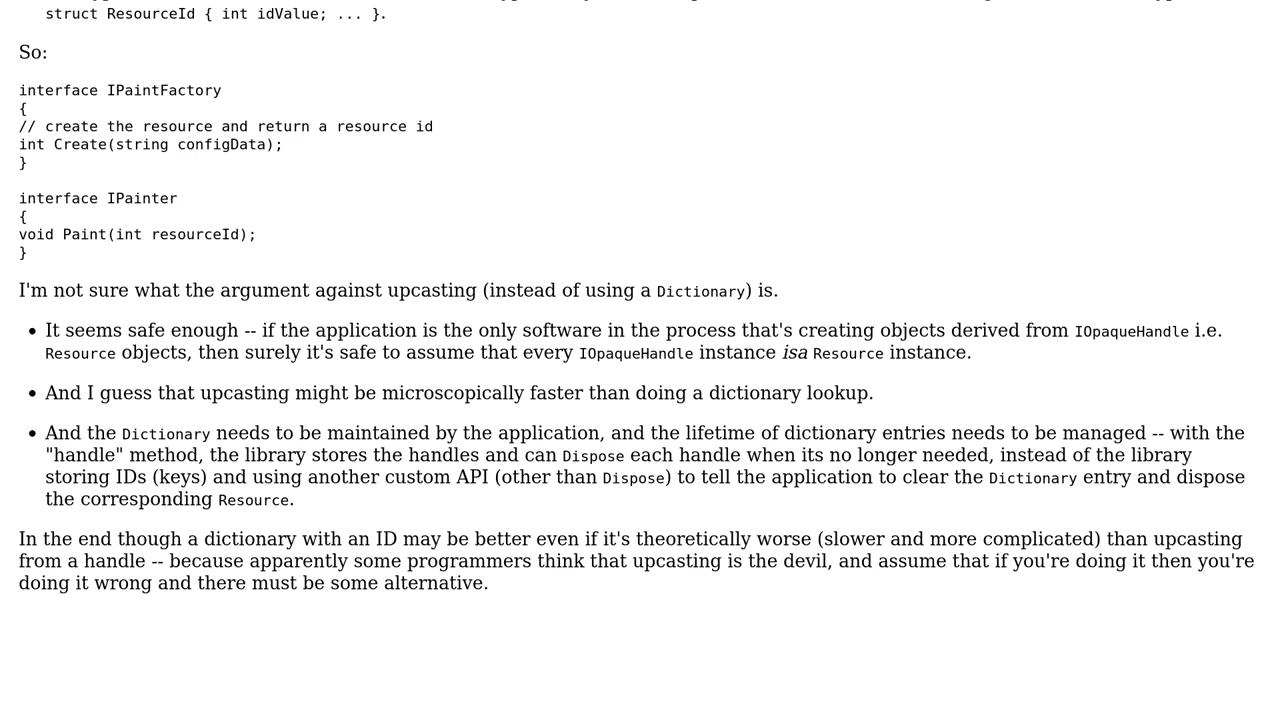 struct ResourceId { int idValue; ... }.
So:
interface IPaintFactory
{
// create the resource and return a resource id
int Create(string configData);
}
interface IPainter
{
void Paint(int resourceId);
}
I'm not sure what the argument against upcasting (instead of using a Dictionary) is.
• It seems safe enough -- if the application is the only software in the process that's creating objects derived from IOpaqueHandle i.e.
Resource objects, then surely it's safe to assume that every IOpaqueHandle instance isa Resource instance.
• And I guess that upcasting might be microscopically faster than doing a dictionary lookup.
• And the Dictionary needs to be maintained by the application, and the lifetime of dictionary entries needs to be managed -- with the
"handle" method, the library stores the handles and can Dispose each handle when its no longer needed, instead of the library
storing IDs (keys) and using another custom API (other than Dispose) to tell the application to clear the Dictionary entry and dispose
the corresponding Resource.
In the end though a dictionary with an ID may be better even if it's theoretically worse (slower and more complicated) than upcasting
from a handle -- because apparently some programmers think that upcasting is the devil, and assume that if you're doing it then you're
doing it wrong and there must be some alternative.